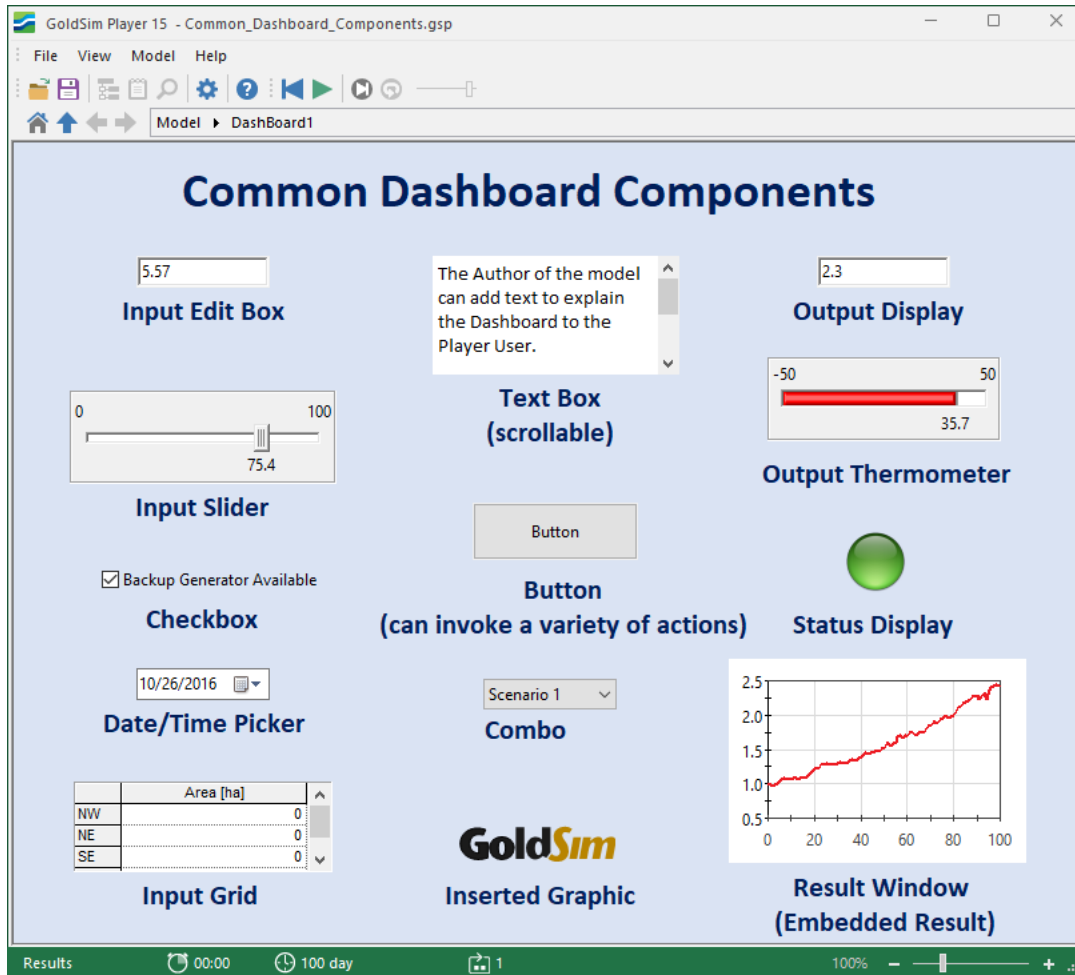 GoldSim Player 15 - Common_Dashboard_Components.gsp
File View Model Help
Model DashBoard1
Common Dashboard Components
5.57
Input Edit Box
The Author of the model
can add text to explain
the Dashboard to the
Player User.
Text Box
(scrollable)
2.3
Output Display
0 100
75.4
Input Slider
-50 50
35.7
Output Thermometer
Button
Button
(can invoke a variety of actions)
Backup Generator Available
Checkbox
Status Display
10/26/2016
Date/Time Picker
Scenario 1
Combo
2.5
2.0
1.5
1.0
0.5
0 20 40 60 80 100
Result Window
(Embedded Result)
Area [ha]
NW 0
NE 0
SE 0
Input Grid
GoldSim
Inserted Graphic
Results 00:00 100 day 1 100%